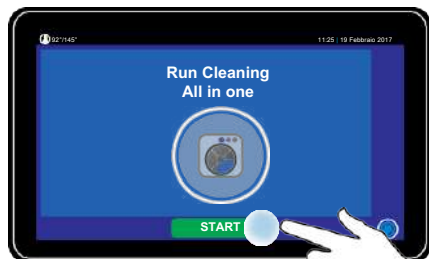 92°/145° 11:25 | 19 Febbraio 2017
Run Cleaning
All in one
START